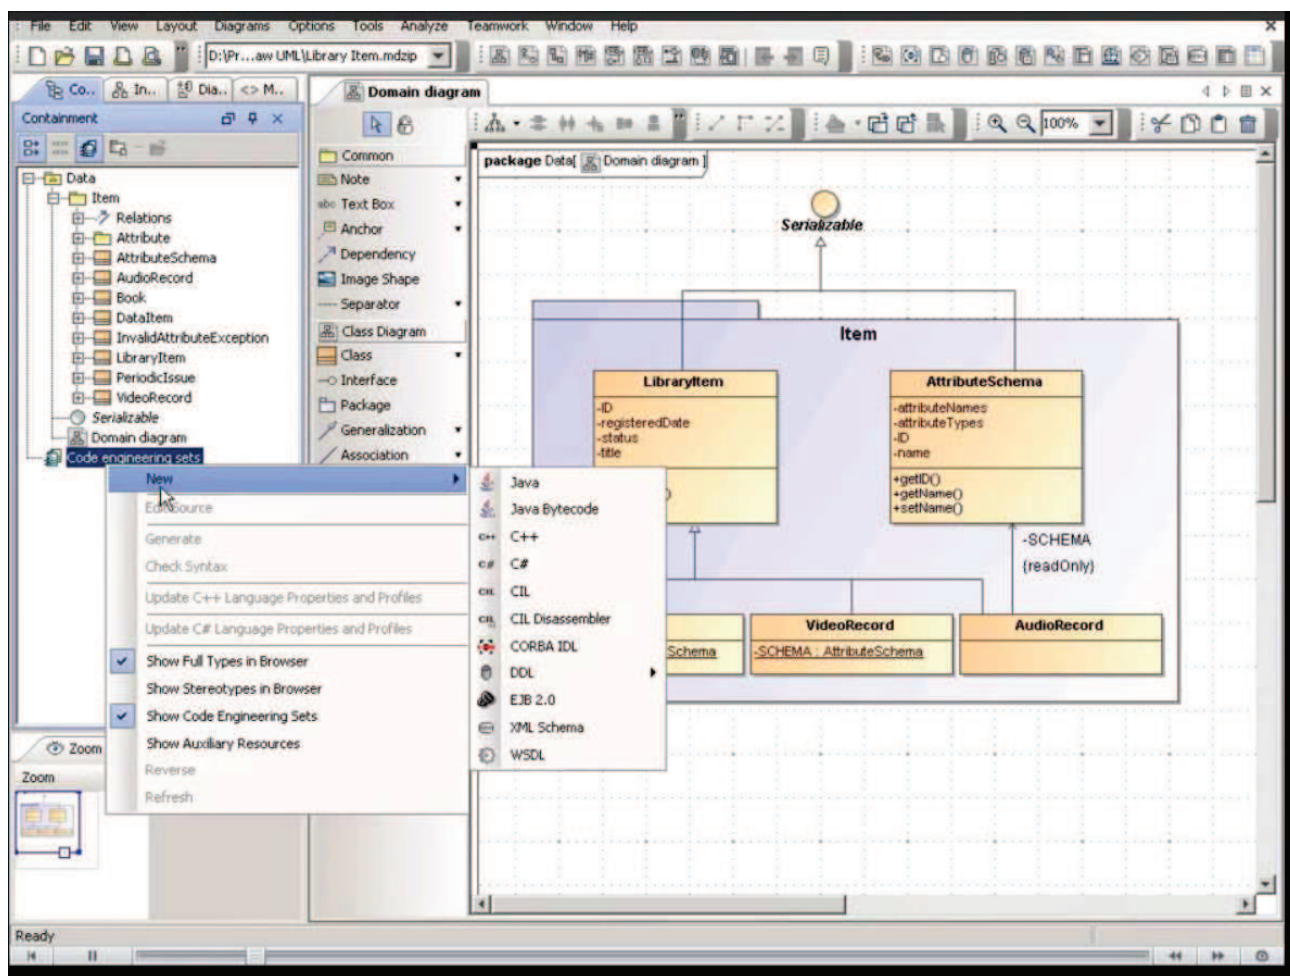 File Edit View Layout Diagrams Options Tools Analyze Teamwork Window Help
D:\Pr...aw UML\Library Item.mdzip
Co.. In.. Dia.. <> M..
Domain diagram
Containment
100%
Data
Item
Relations
Attribute
AttributeSchema
AudioRecord
Book
DataItem
InvalidAttributeException
LibraryItem
PeriodicIssue
VideoRecord
Serializable
Domain diagram
Code engineering sets
Common
Note
abc Text Box
Anchor
Dependency
Image Shape
Separator
Class Diagram
Class
Interface
Package
Generalization
Association
package Data[ Domain diagram ]
Serializable
Item
LibraryItem
-ID
-registeredDate
-status
-title
)
AttributeSchema
-attributeNames
-attributeTypes
-ID
-name
+getID()
+getName()
+setName()
-SCHEMA
{readOnly}
Schema
VideoRecord
-SCHEMA : AttributeSchema
AudioRecord
New
Edit Source
Generate
Check Syntax
Update C++ Language Properties and Profiles
Update C# Language Properties and Profiles
Show Full Types in Browser
Show Stereotypes in Browser
Show Code Engineering Sets
Show Auxiliary Resources
Reverse
Refresh
Java
Java Bytecode
C++ C++
C# C#
CIL CIL
CIL CIL Disassembler
CORBA IDL
DDL
EJB 2.0
XML Schema
WSDL
Zoom
Zoom
Ready